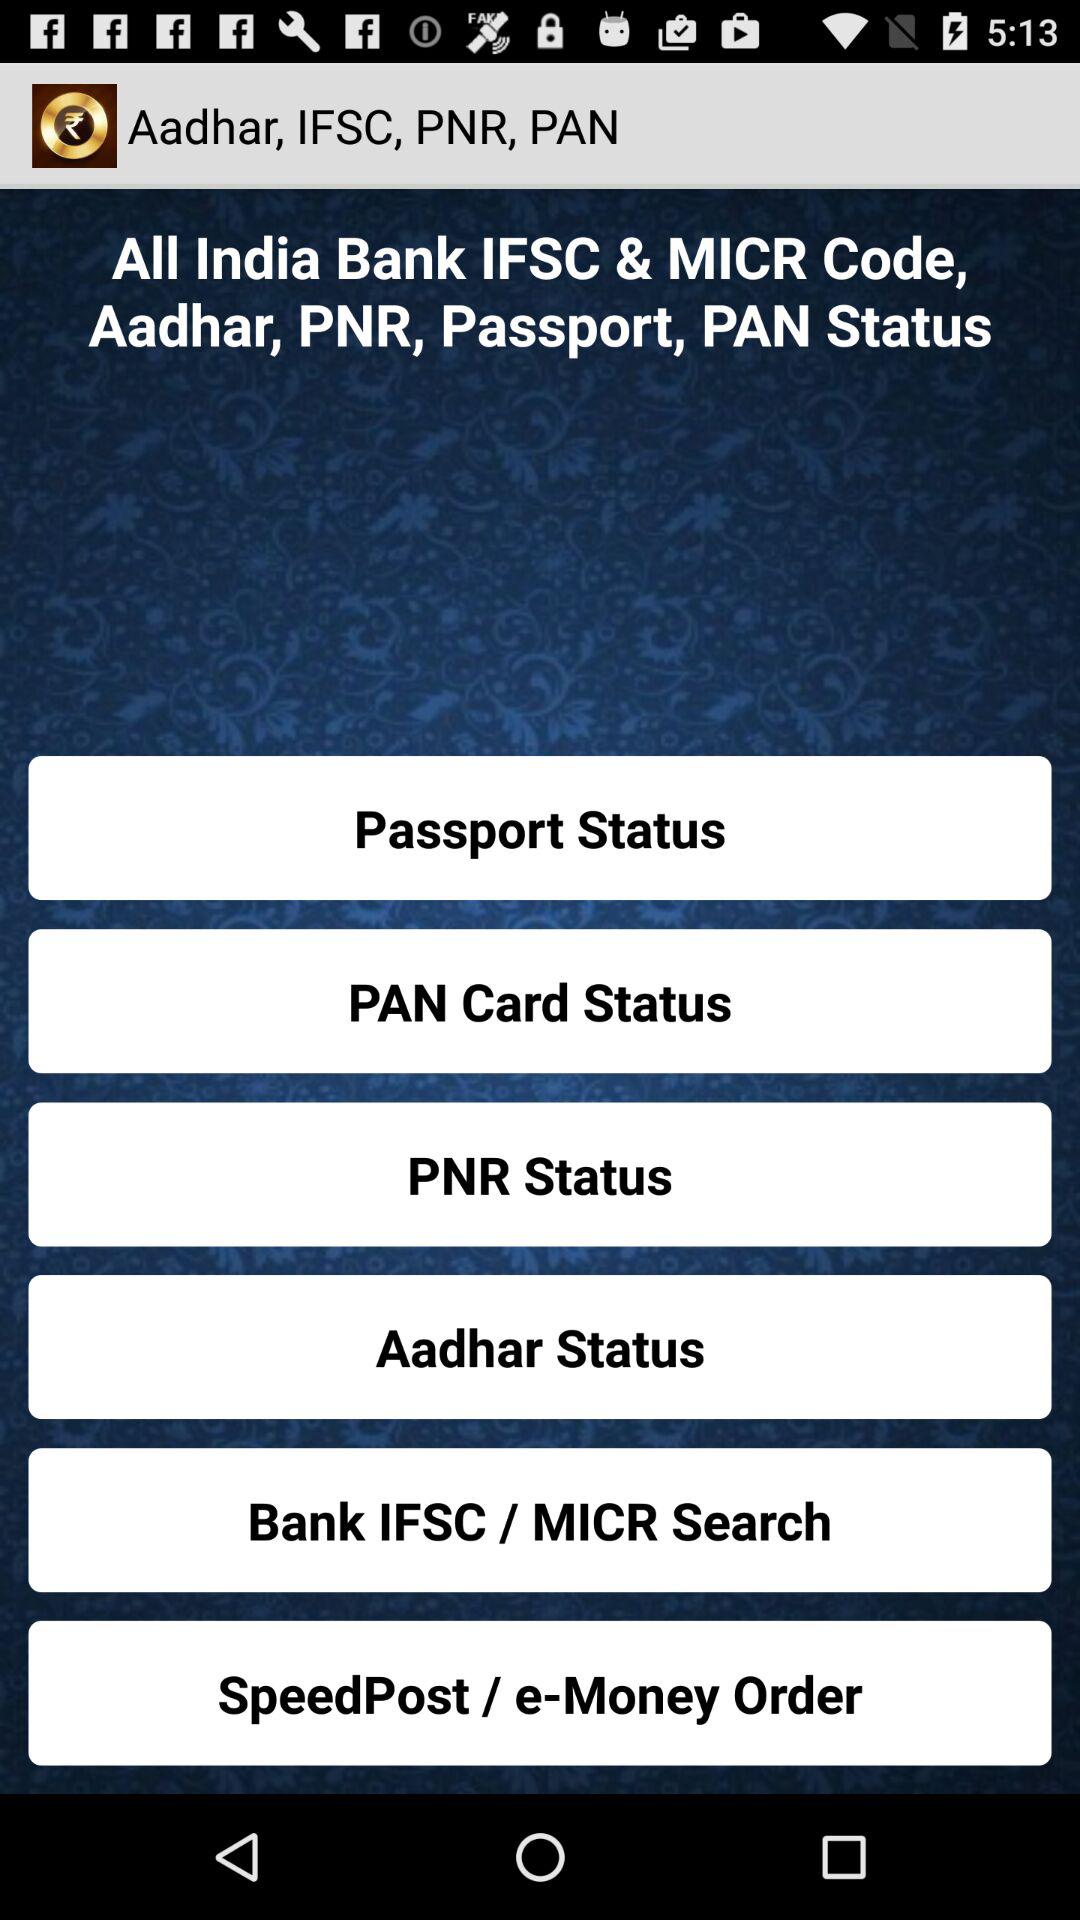 FAKE
5:13
Aadhar, IFSC, PNR, PAN
All India Bank IFSC & MICR Code,
Aadhar, PNR, Passport, PAN Status
Passport Status
PAN Card Status
PNR Status
Aadhar Status
Bank IFSC / MICR Search
SpeedPost / e-Money Order